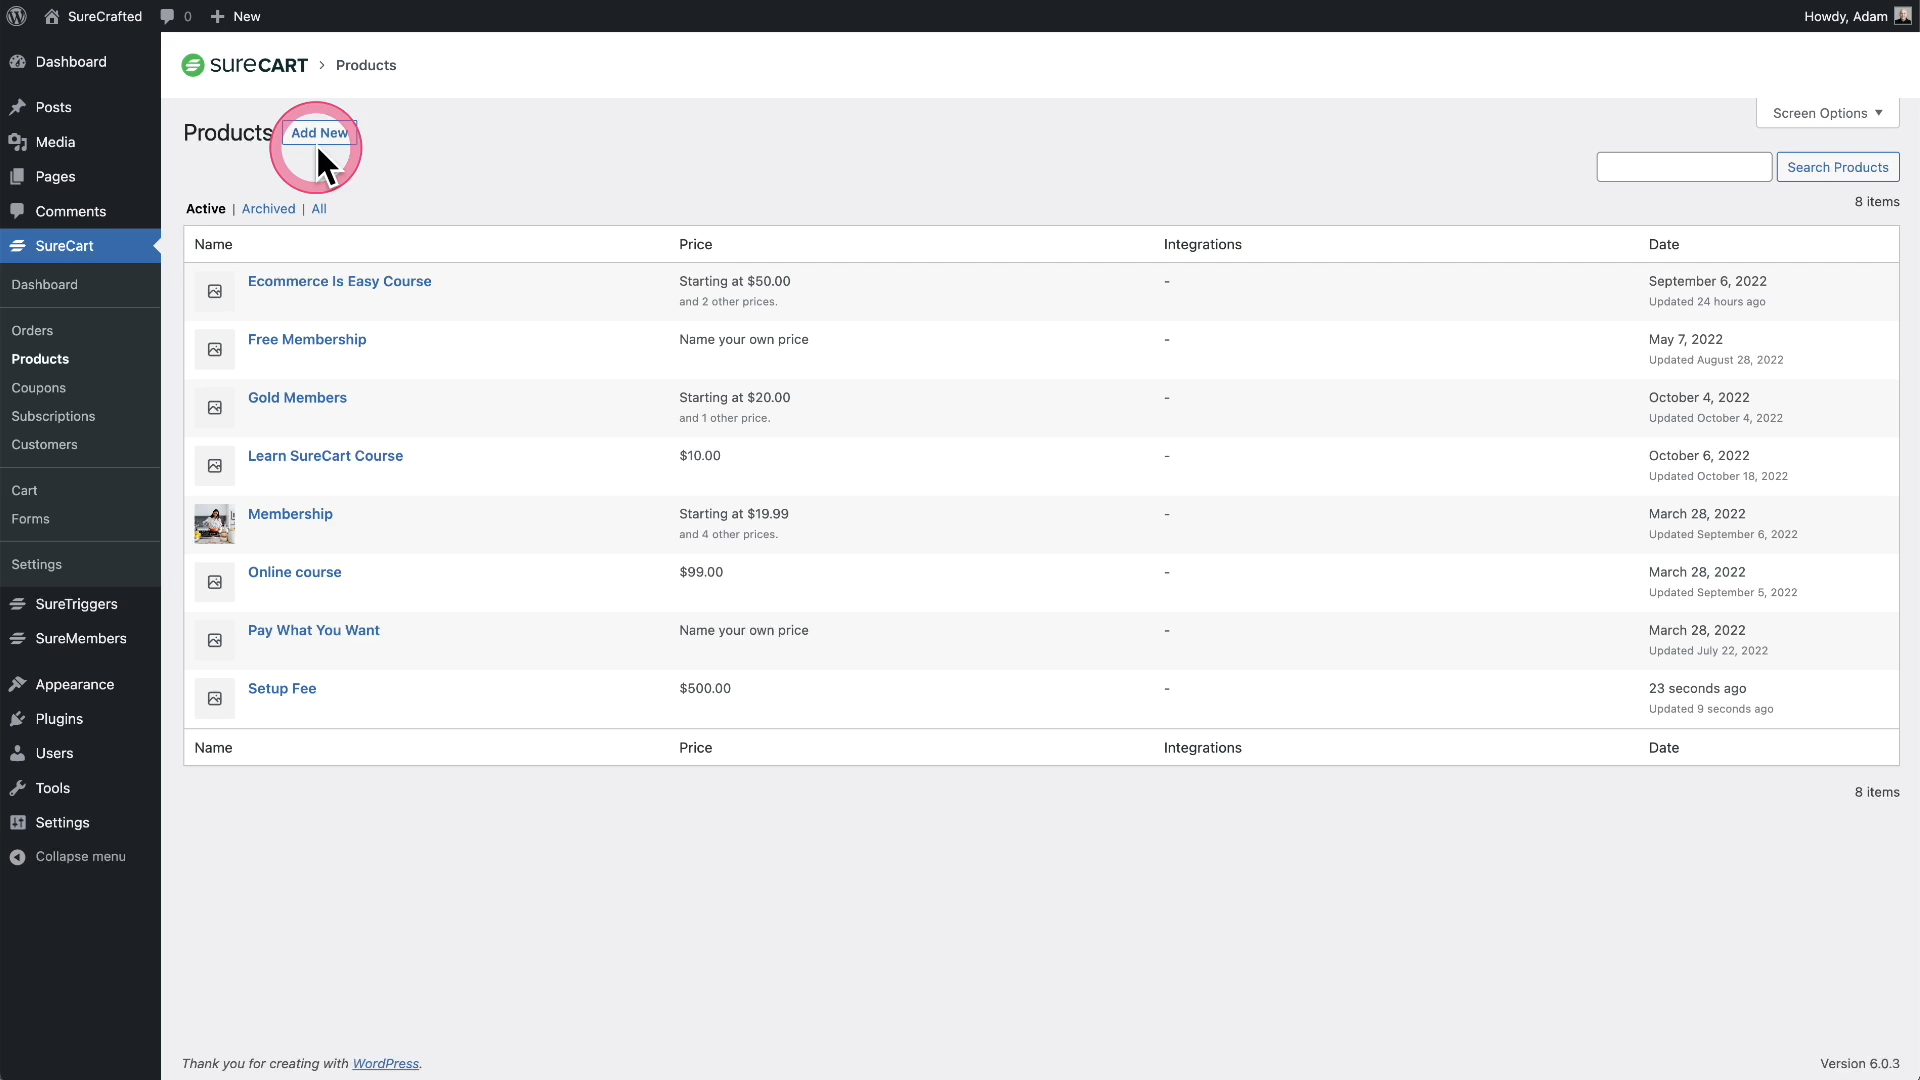 SureCrafted
0
New
Howdy, Adam
Dashboard
Posts
Media
Pages
Comments
SureCart
Dashboard
Orders
Products
Coupons
Subscriptions
Customers
Cart
Forms
Settings
SureTriggers
SureMembers
Appearance
Plugins
Users
Tools
Settings
Collapse menu
SURECART > Products
Screen Options
Products Add New
Search Products
Active | Archived | All
8 items
Name Price Integrations Date
Ecommerce Is Easy Course Starting at $50.00 - September 6, 2022
and 2 other prices. Updated 24 hours ago
Free Membership Name your own price - May 7, 2022
Updated August 28, 2022
Gold Members Starting at $20.00 - October 4, 2022
and 1 other price. Updated October 4, 2022
Learn SureCart Course $10.00 - October 6, 2022
Updated October 18, 2022
Membership Starting at $19.99 - March 28, 2022
and 4 other prices. Updated September 6, 2022
Online course $99.00 - March 28, 2022
Updated September 5, 2022
Pay What You Want Name your own price - March 28, 2022
Updated July 22, 2022
Setup Fee $500.00 - 23 seconds ago
Updated 9 seconds ago
Name Price Integrations Date
8 items
Thank you for creating with WordPress.
Version 6.0.3